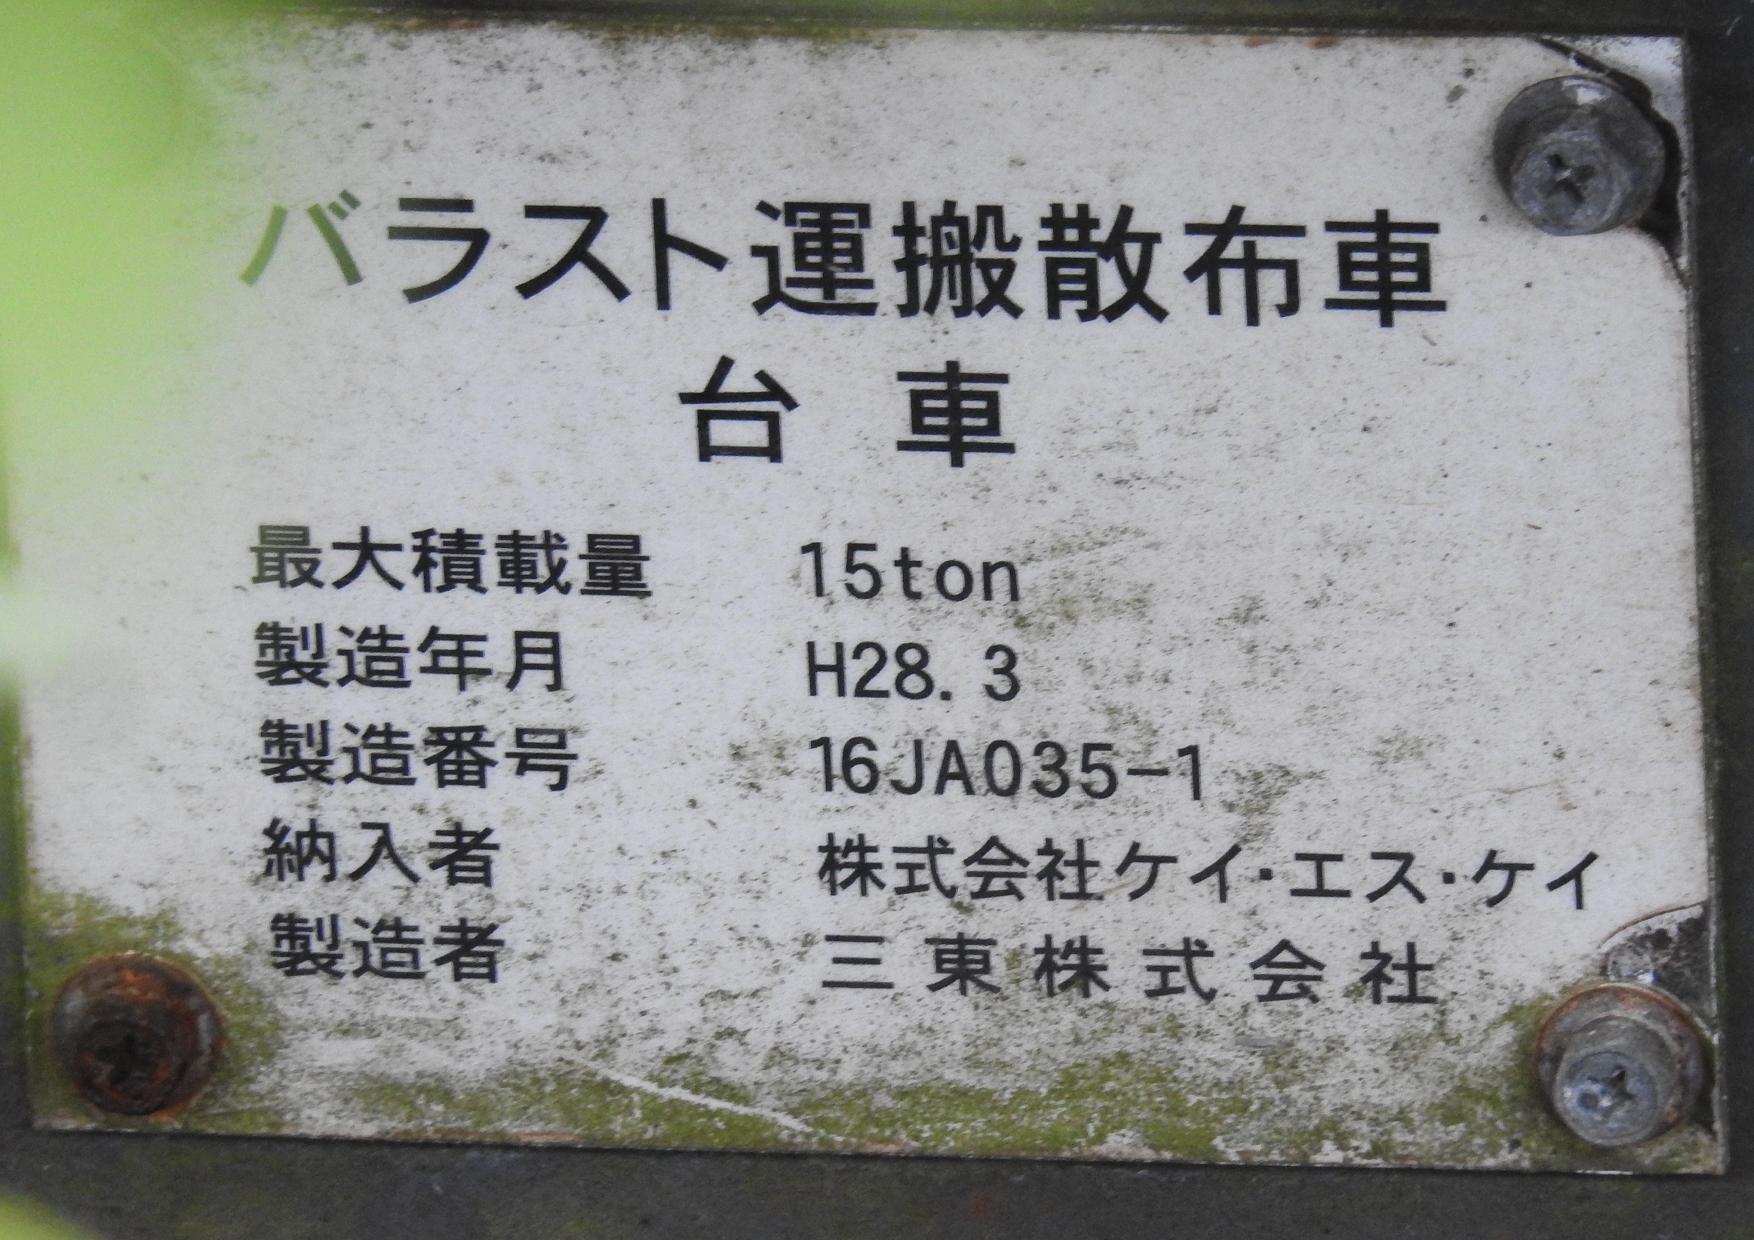 バラスト運搬散布車
台車
最大積載量 15ton
製造年月 H28.3
製造番号 16JA035-1
納入者 株式会社ケイ・エス・ケイ
製造者 三東株式会社